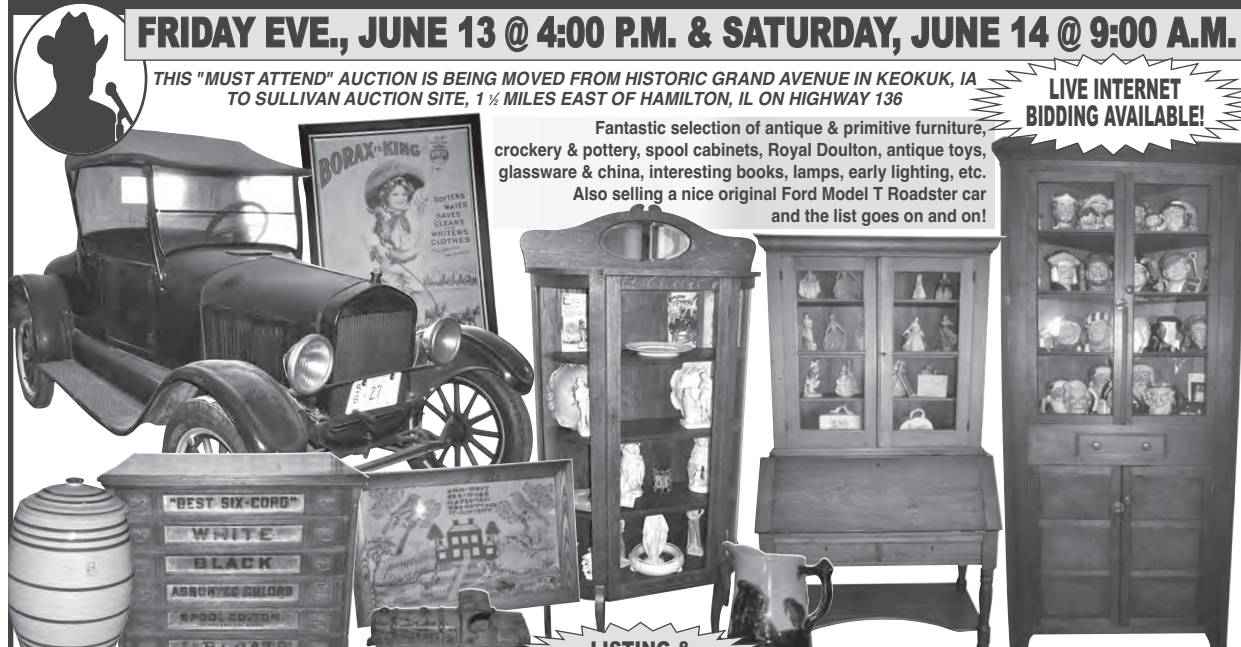 FRIDAY EVE., JUNE 13 @ 4:00 P.M. & SATURDAY, JUNE 14 @ 9:00 A.M.
THIS "MUST ATTEND" AUCTION IS BEING MOVED FROM HISTORIC GRAND AVENUE IN KEOKUK, IA
TO SULLIVAN AUCTION SITE, 1 ½ MILES EAST OF HAMILTON, IL ON HIGHWAY 136
LIVE INTERNET
BIDDING AVAILABLE!
Fantastic selection of antique & primitive furniture,
crockery & pottery, spool cabinets, Royal Doulton, antique toys,
glassware & china, interesting books, lamps, early lighting, etc.
Also selling a nice original Ford Model T Roadster car
and the list goes on and on!
BORAX IS KING
SOFTENS
WATER
SAVES
CLEANS
WHITENS
CLOTHES
27
"BEST SIX-CORD"
WHITE
BLACK
ASSORTED COLORS
SPOOL COTTON
LISTING &